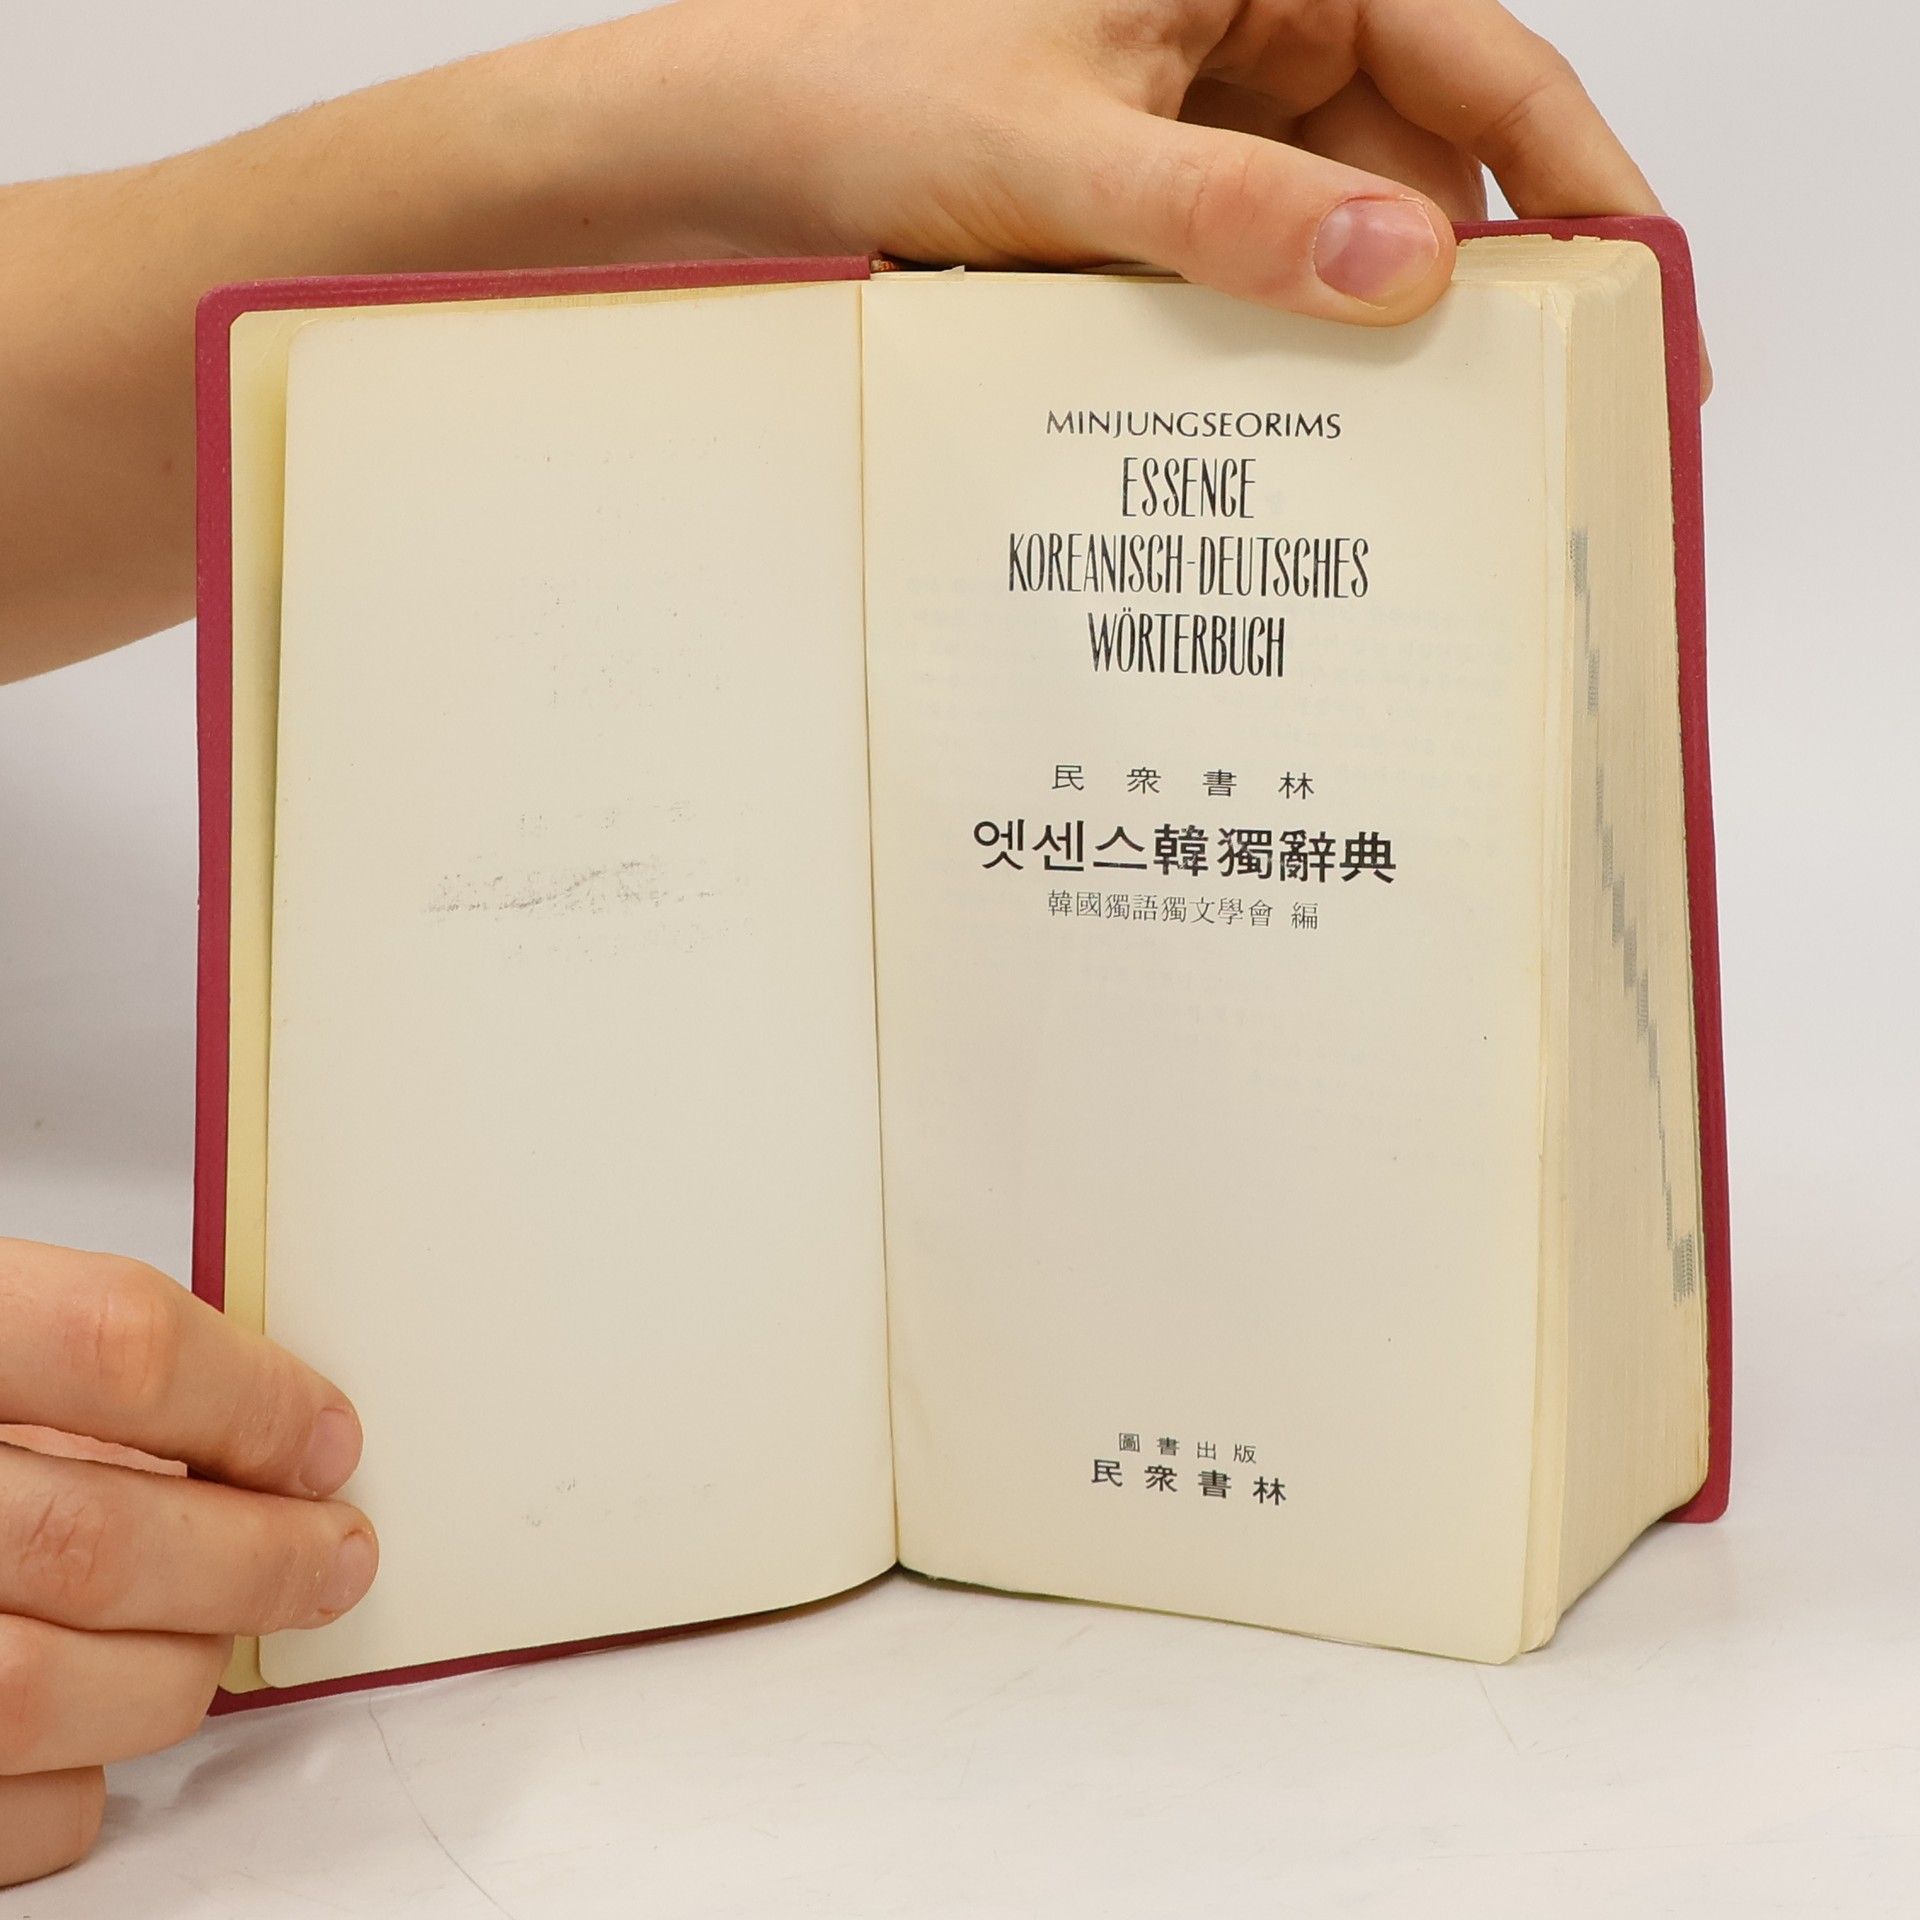 MINJUNGSEORIMS
ESSENCE
KOREANISCH-DEUTSCHES
WÖRTERBUCH
民衆書林
엣센스韓獨辭典
韓國獨語獨文學會 編
圖書出版
民衆書林